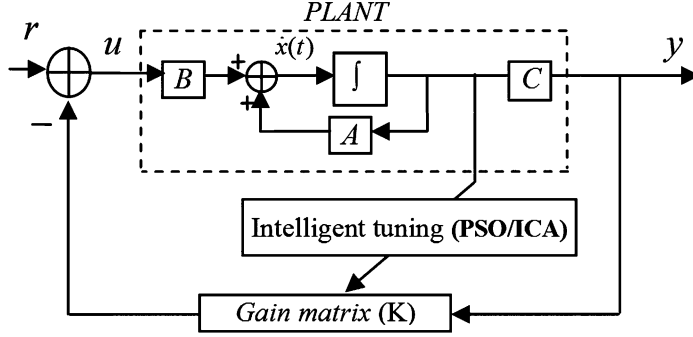 PLANT
r
u
B
+
+
ẋ(t)
∫
A
C
y
−
Intelligent tuning (PSO/ICA)
Gain matrix (K)